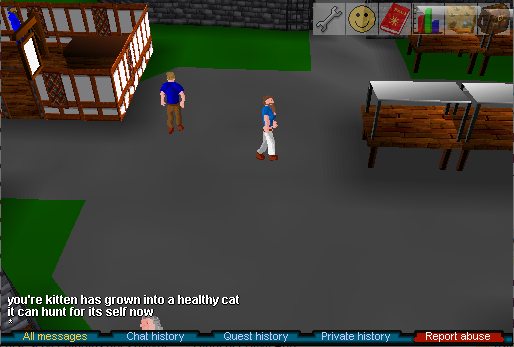 you're kitten has grown into a healthy cat
it can hunt for its self now
*
All messages
Chat history
Quest history
Private history
Report abuse